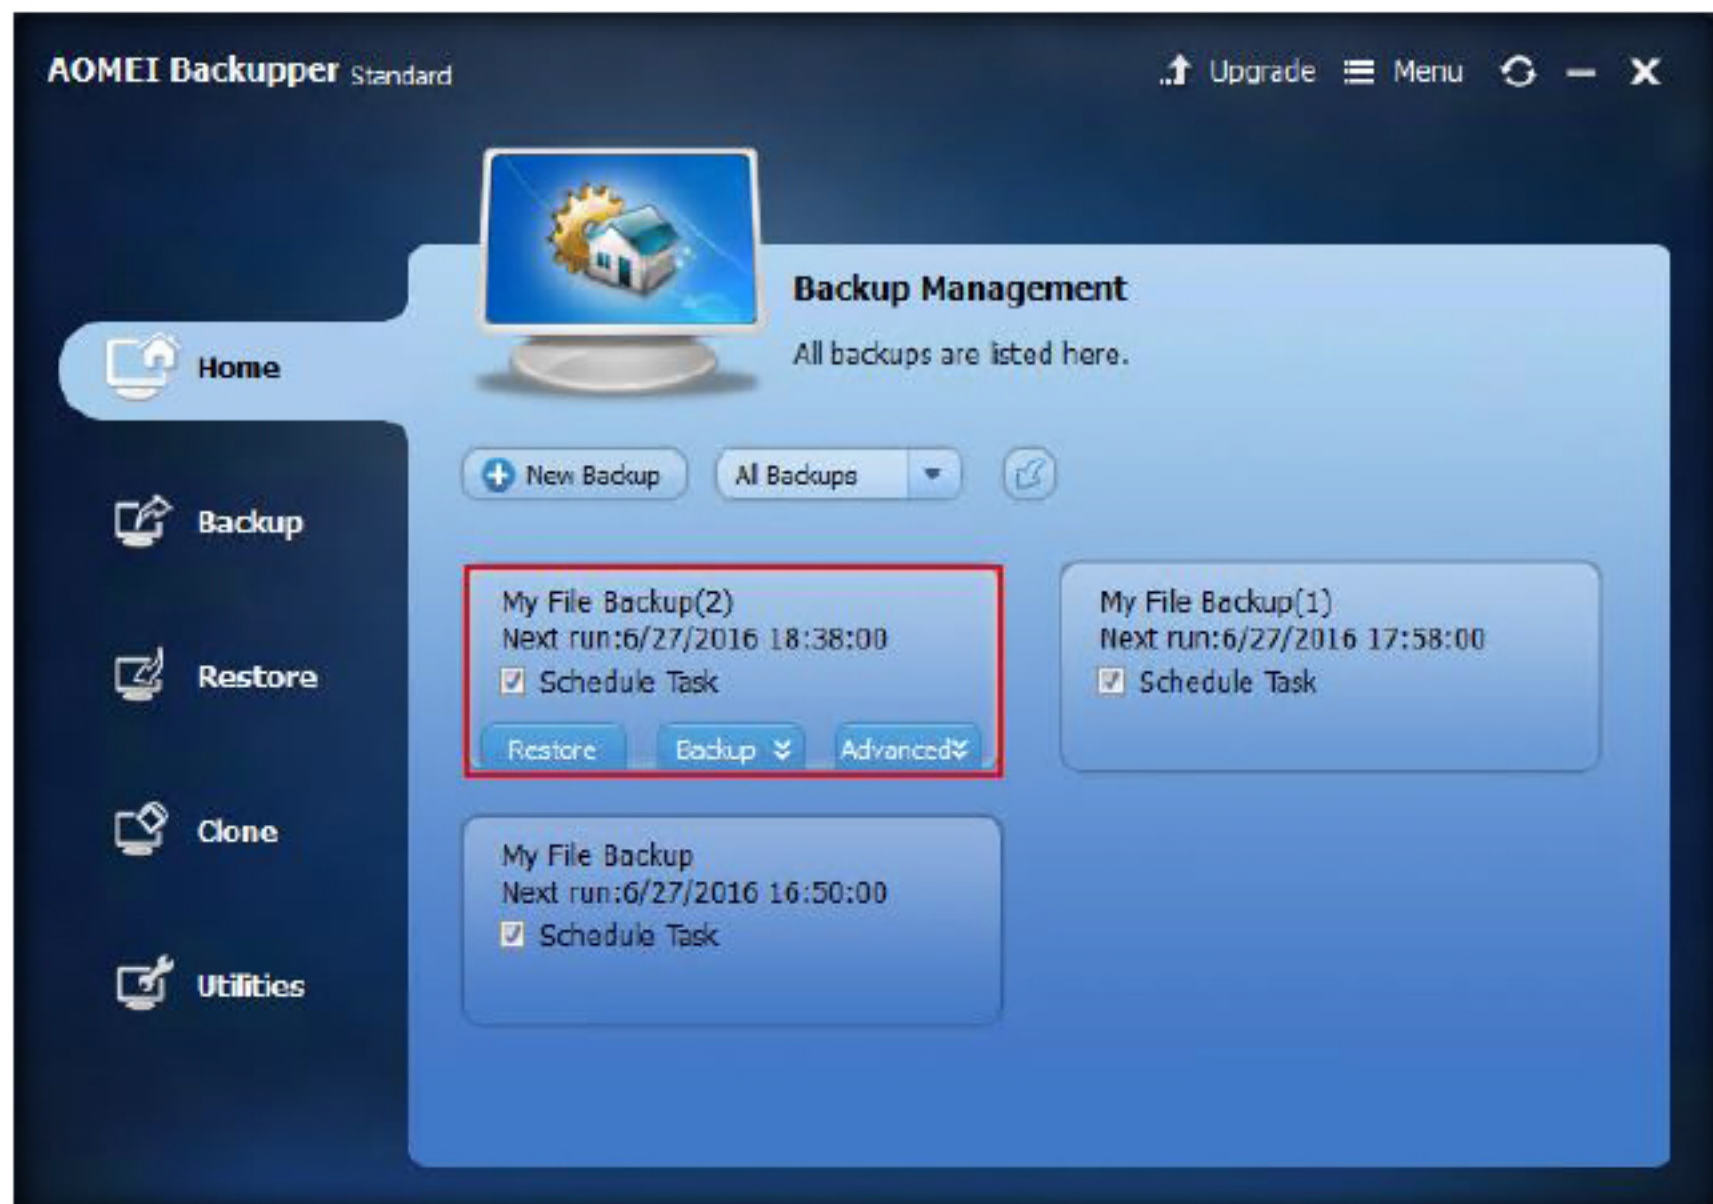 AOMEI Backupper Standard
Upgrade
Menu
Backup Management
All backups are listed here.
Home
New Backup
All Backups
Backup
My File Backup(2)
Next run:6/27/2016 18:38:00
Schedule Task
Restore
Backup
Advanced
My File Backup(1)
Next run:6/27/2016 17:58:00
Schedule Task
Restore
Clone
My File Backup
Next run:6/27/2016 16:50:00
Schedule Task
Utilities